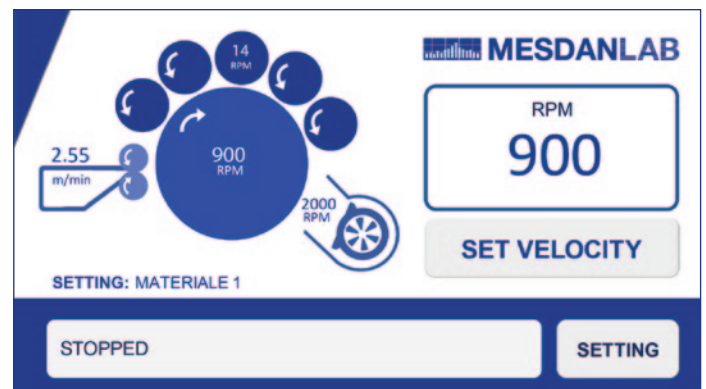 14
RPM
MESDANLAB
2.55
m/min
900
RPM
2000
RPM
RPM
900
SET VELOCITY
SETTING: MATERIALE 1
STOPPED
SETTING